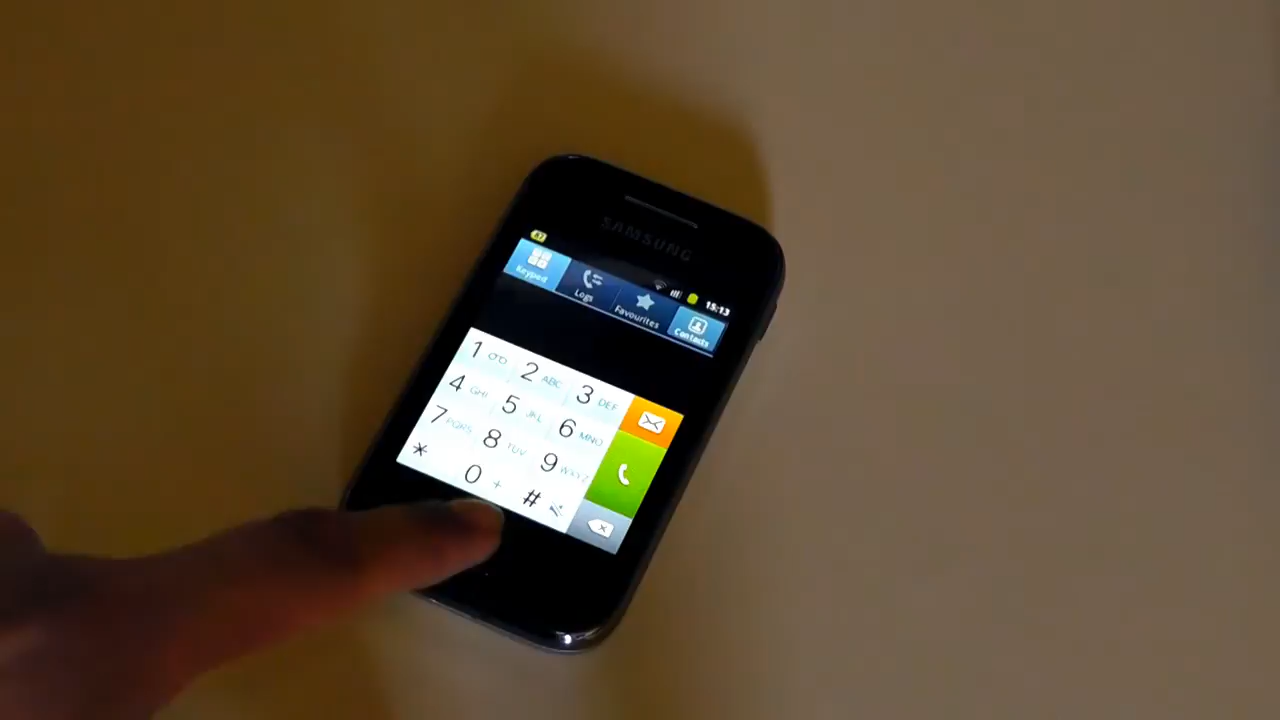 SAMSUNG
15:13
Keypad Logs Favourites Contacts
1 2 ABC 3 DEF
4 GHI 5 JKL 6 MNO
7 PQRS 8 TUV 9 WXYZ
* 0 + #